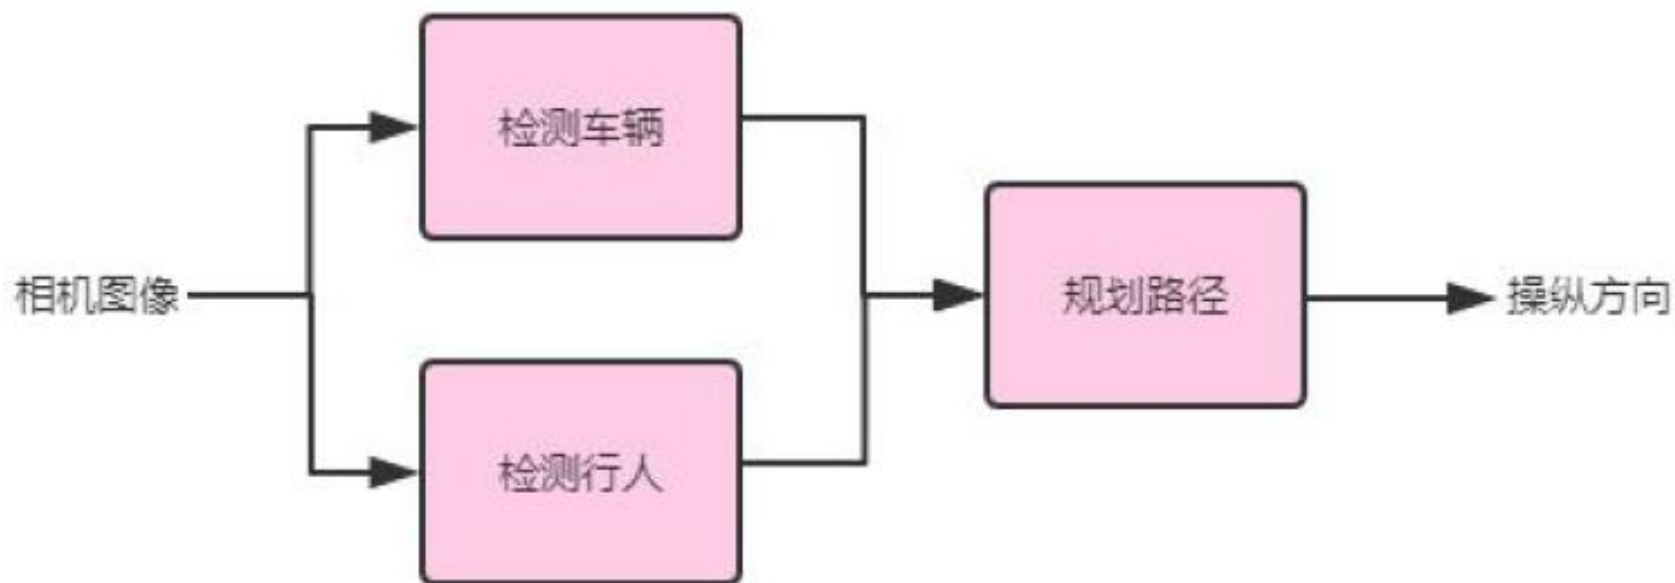 检测车辆
相机图像
规划路径
操纵方向
检测行人